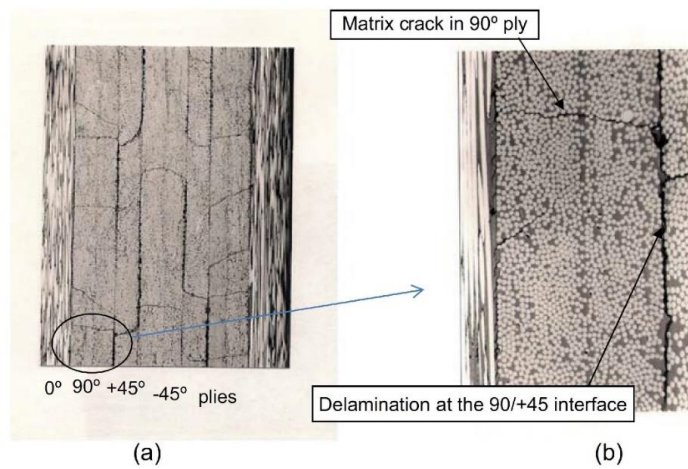 Matrix crack in 90º ply
0º 90º +45º -45º plies
Delamination at the 90/+45 interface
(a)
(b)